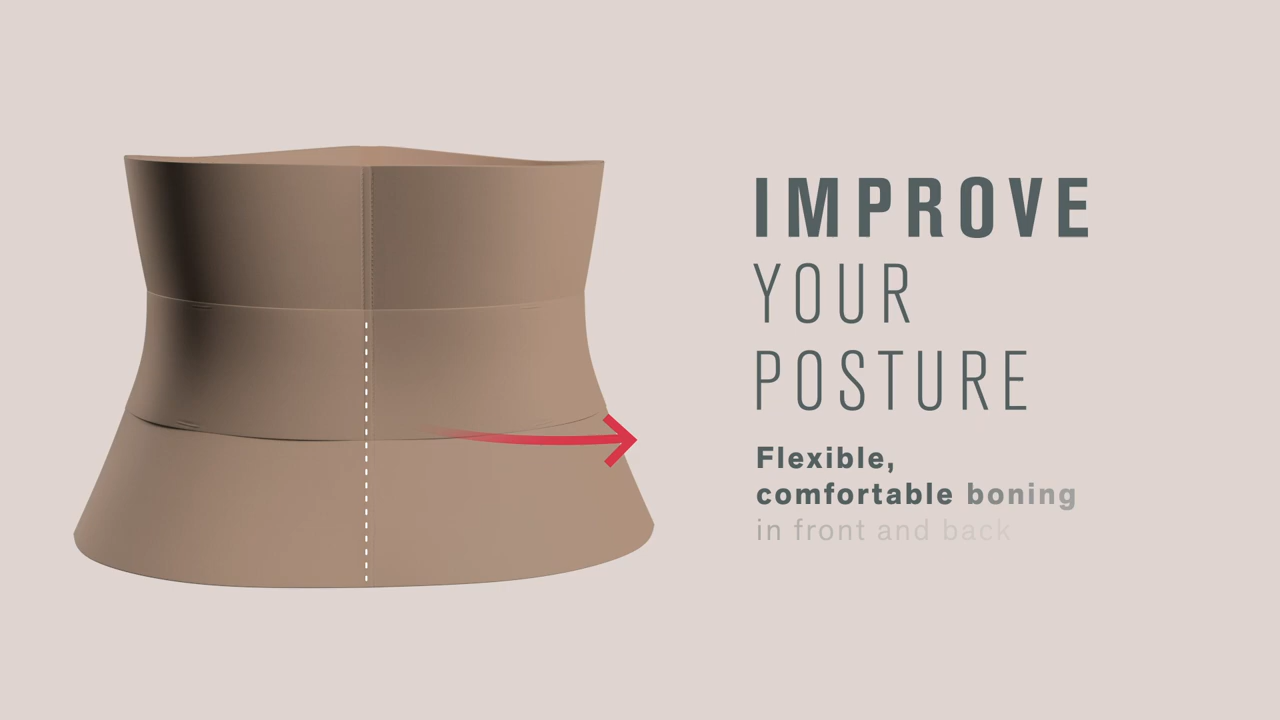 IMPROVE
YOUR
POSTURE
Flexible,
comfortable boning
in front and back